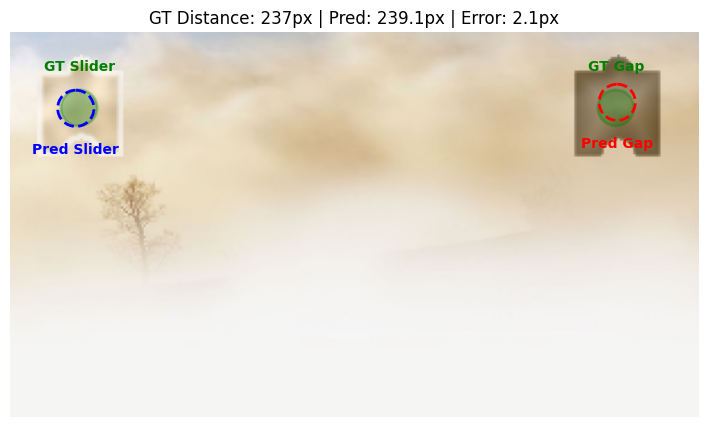 GT Distance: 237px | Pred: 239.1px | Error: 2.1px
GT Slider
GT Gap
Pred Slider
Pred Gap